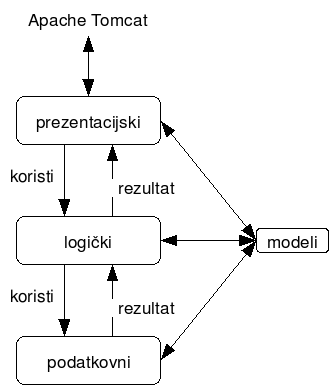 Apache Tomcat
prezentacijski
koristi
rezultat
logički
modeli
koristi
rezultat
podatkovni